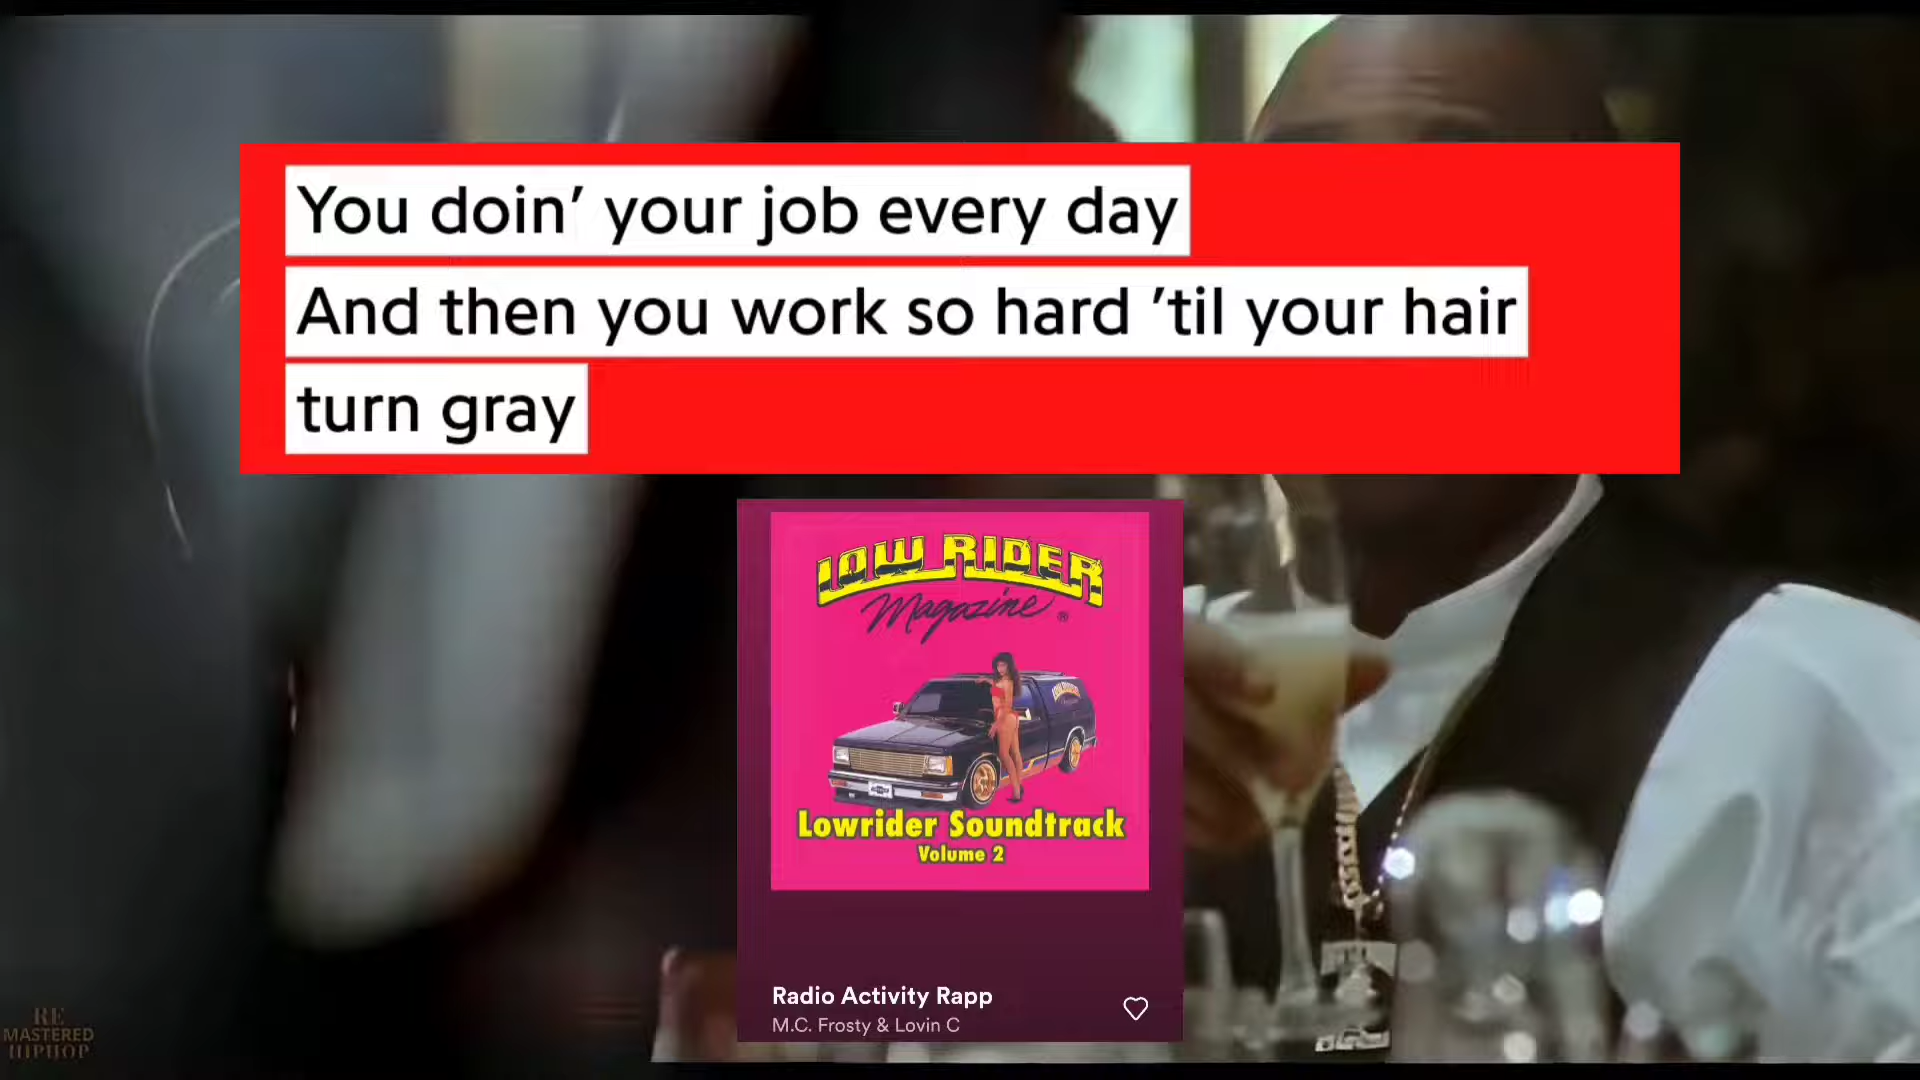 You doin’ your job every day
And then you work so hard ’til your hair
turn gray
LOW RIDER
Magazine ®
Lowrider Soundtrack
Volume 2
Radio Activity Rapp
M.C. Frosty & Lovin C
RE
MASTERED
HIPHOP